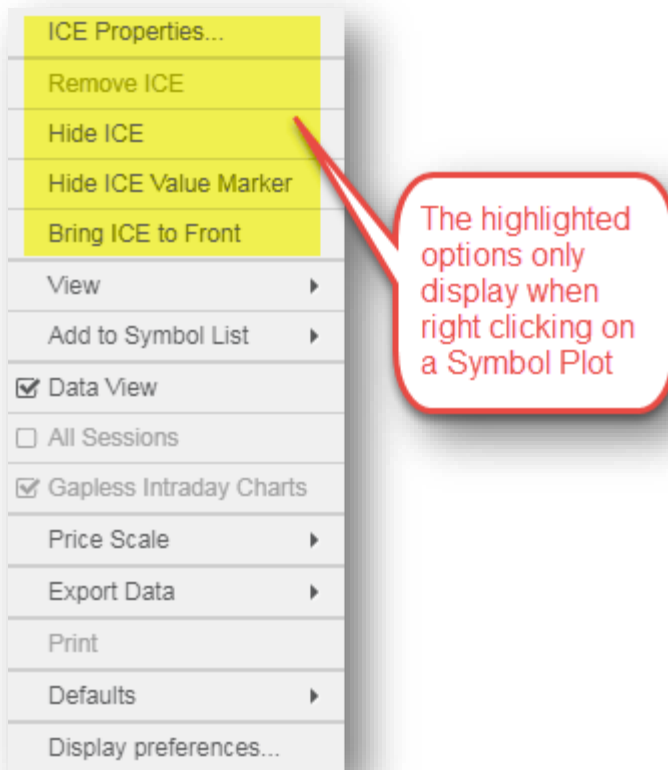 ICE Properties...
Remove ICE
Hide ICE
Hide ICE Value Marker
Bring ICE to Front
View
Add to Symbol List
Data View
All Sessions
Gapless Intraday Charts
Price Scale
Export Data
Print
Defaults
Display preferences...
The highlighted
options only
display when
right clicking on
a Symbol Plot